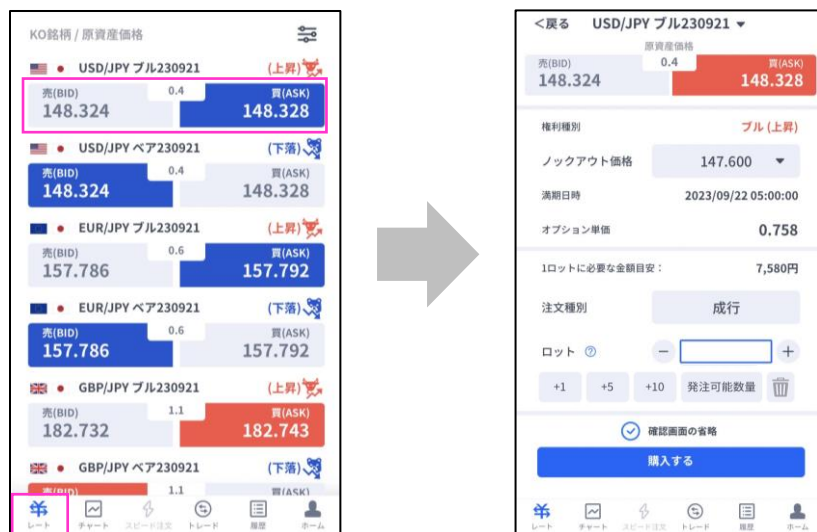 KO銘柄 / 原資産価格
USD/JPY ブル230921 (上昇)
売(BID) 0.4 買(ASK)
148.324 148.328
USD/JPY ベア230921 (下落)
売(BID) 0.4 買(ASK)
148.324 148.328
EUR/JPY ブル230921 (上昇)
売(BID) 0.6 買(ASK)
157.786 157.792
EUR/JPY ベア230921 (下落)
売(BID) 0.6 買(ASK)
157.786 157.792
GBP/JPY ブル230921 (上昇)
売(BID) 1.1 買(ASK)
182.732 182.743
GBP/JPY ベア230921 (下落)
売(BID) 1.1 買(ASK)
レート チャート スピード注文 トレード 履歴 ホーム
<戻る USD/JPY ブル230921
原資産価格
売(BID) 0.4 買(ASK)
148.324 148.328
権利種別 ブル (上昇)
ノックアウト価格 147.600
満期日時 2023/09/22 05:00:00
オプション単価 0.758
1ロットに必要な金額目安： 7,580円
注文種別 成行
ロット ? − +
+1 +5 +10 発注可能数量
確認画面の省略
購入する
レート チャート スピード注文 トレード 履歴 ホーム